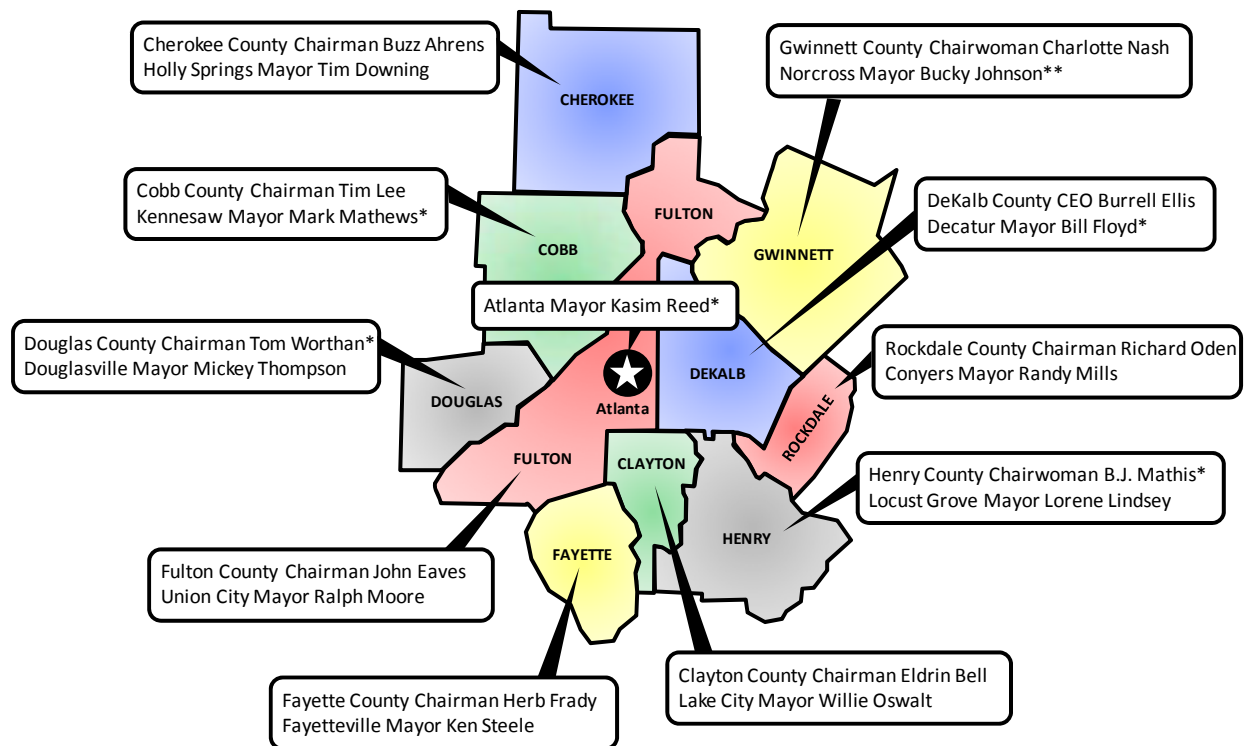 Cherokee County Chairman Buzz Ahrens
Holly Springs Mayor Tim Downing
Gwinnett County Chairwoman Charlotte Nash
Norcross Mayor Bucky Johnson**
CHEROKEE
Cobb County Chairman Tim Lee
Kennesaw Mayor Mark Mathews*
DeKalb County CEO Burrell Ellis
Decatur Mayor Bill Floyd*
FULTON
COBB
GWINNETT
Atlanta Mayor Kasim Reed*
Douglas County Chairman Tom Worthan*
Douglasville Mayor Mickey Thompson
Rockdale County Chairman Richard Oden
Conyers Mayor Randy Mills
DEKALB
DOUGLAS
Atlanta
ROCKDALE
FULTON
CLAYTON
Henry County Chairwoman B.J. Mathis*
Locust Grove Mayor Lorene Lindsey
HENRY
FAYETTE
Fulton County Chairman John Eaves
Union City Mayor Ralph Moore
Clayton County Chairman Eldrin Bell
Lake City Mayor Willie Oswalt
Fayette County Chairman Herb Frady
Fayetteville Mayor Ken Steele